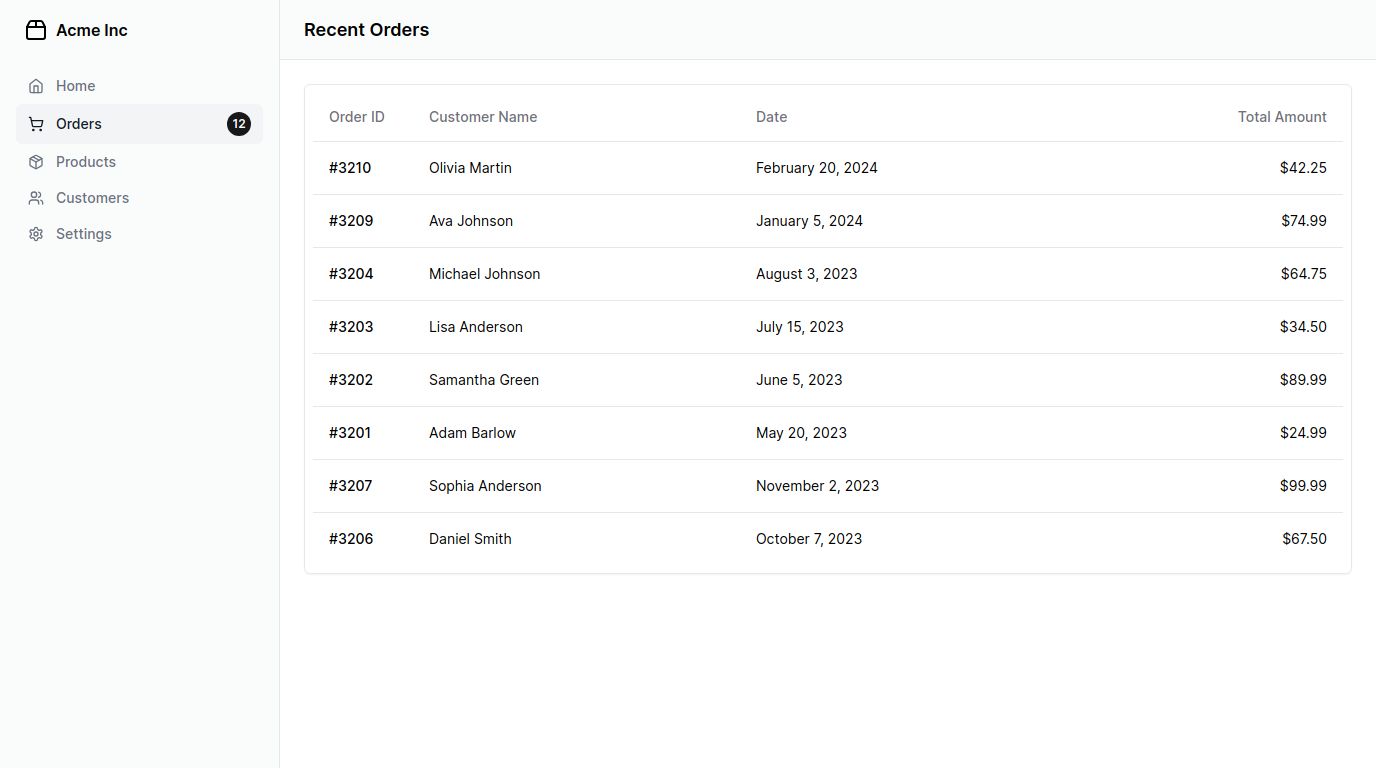 Acme Inc
Home
Orders 12
Products
Customers
Settings
Recent Orders
Order ID Customer Name Date Total Amount
#3210 Olivia Martin February 20, 2024 $42.25
#3209 Ava Johnson January 5, 2024 $74.99
#3204 Michael Johnson August 3, 2023 $64.75
#3203 Lisa Anderson July 15, 2023 $34.50
#3202 Samantha Green June 5, 2023 $89.99
#3201 Adam Barlow May 20, 2023 $24.99
#3207 Sophia Anderson November 2, 2023 $99.99
#3206 Daniel Smith October 7, 2023 $67.50